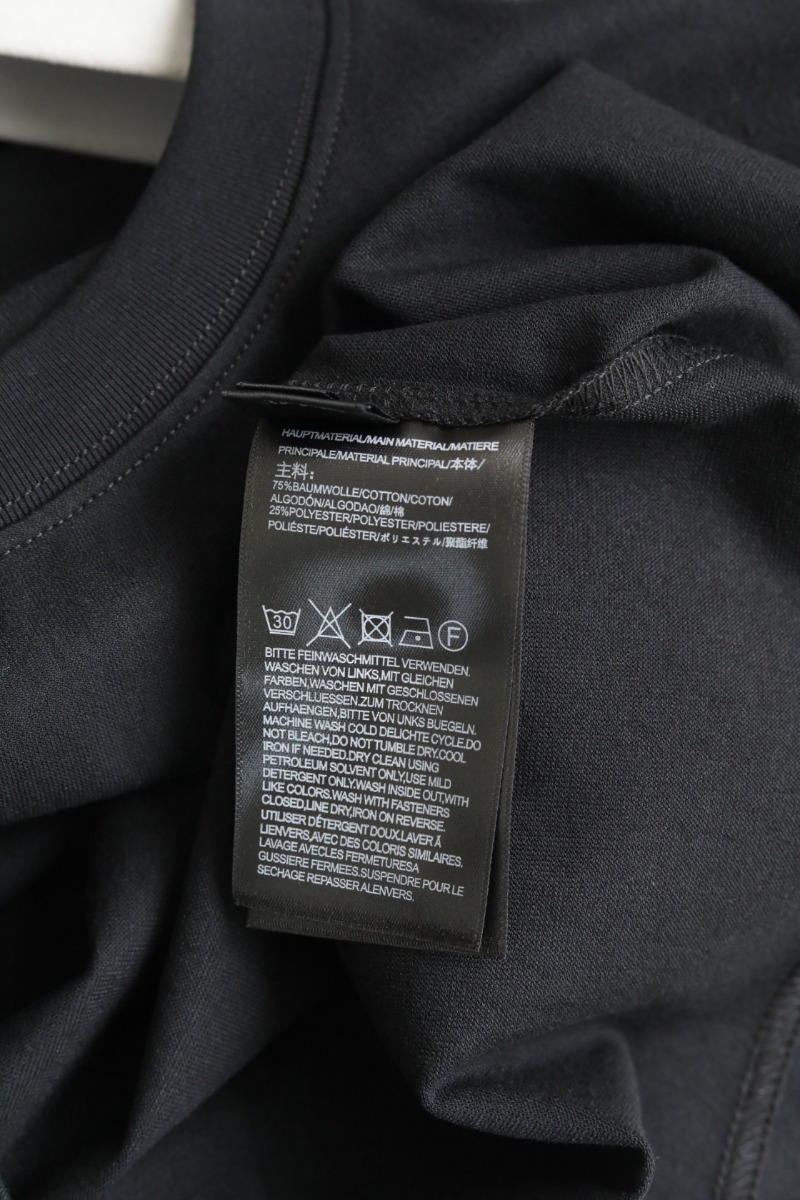 HAUPTMATERIAL/MAIN MATERIAL/MATIERE
PRINCIPALE/MATERIAL PRINCIPAL/本体/
主料:
75%BAUMWOLLE/COTTON/COTON/
ALGODÓN/ALGODAO/綿/棉
25%POLYESTER/POLYESTER/POLIESTERE/
POLIÉSTE/POLIÉSTER/ポリエステル/聚酯纤维
30 F
BITTE FEINWASCHMITTEL VERWENDEN.
WASCHEN VON LINKS,MIT GLEICHEN
FARBEN,WASCHEN MIT GESCHLOSSENEN
VERSCHLUESSEN.ZUM TROCKNEN
AUFHAENGEN,BITTE VON LINKS BUEGELN.
MACHINE WASH COLD DELICHTE CYCLE.DO
NOT BLEACH,DO NOT TUMBLE DRY.COOL
IRON IF NEEDED.DRY CLEAN USING
PETROLEUM SOLVENT ONLY,USE MILD
DETERGENT ONLY.WASH INSIDE OUT,WITH
LIKE COLORS.WASH WITH FASTENERS
CLOSED,LINE DRY,IRON ON REVERSE.
UTILISER DÉTERGENT DOUX.LAVER À
LIENVERS,AVEC DES COLORIS SIMILAIRES.
LAVAGE AVECLES FERMETURESA
GUSSIERE FERMEES.SUSPENDRE POUR LE
SECHAGE REPASSER ALENVERS.